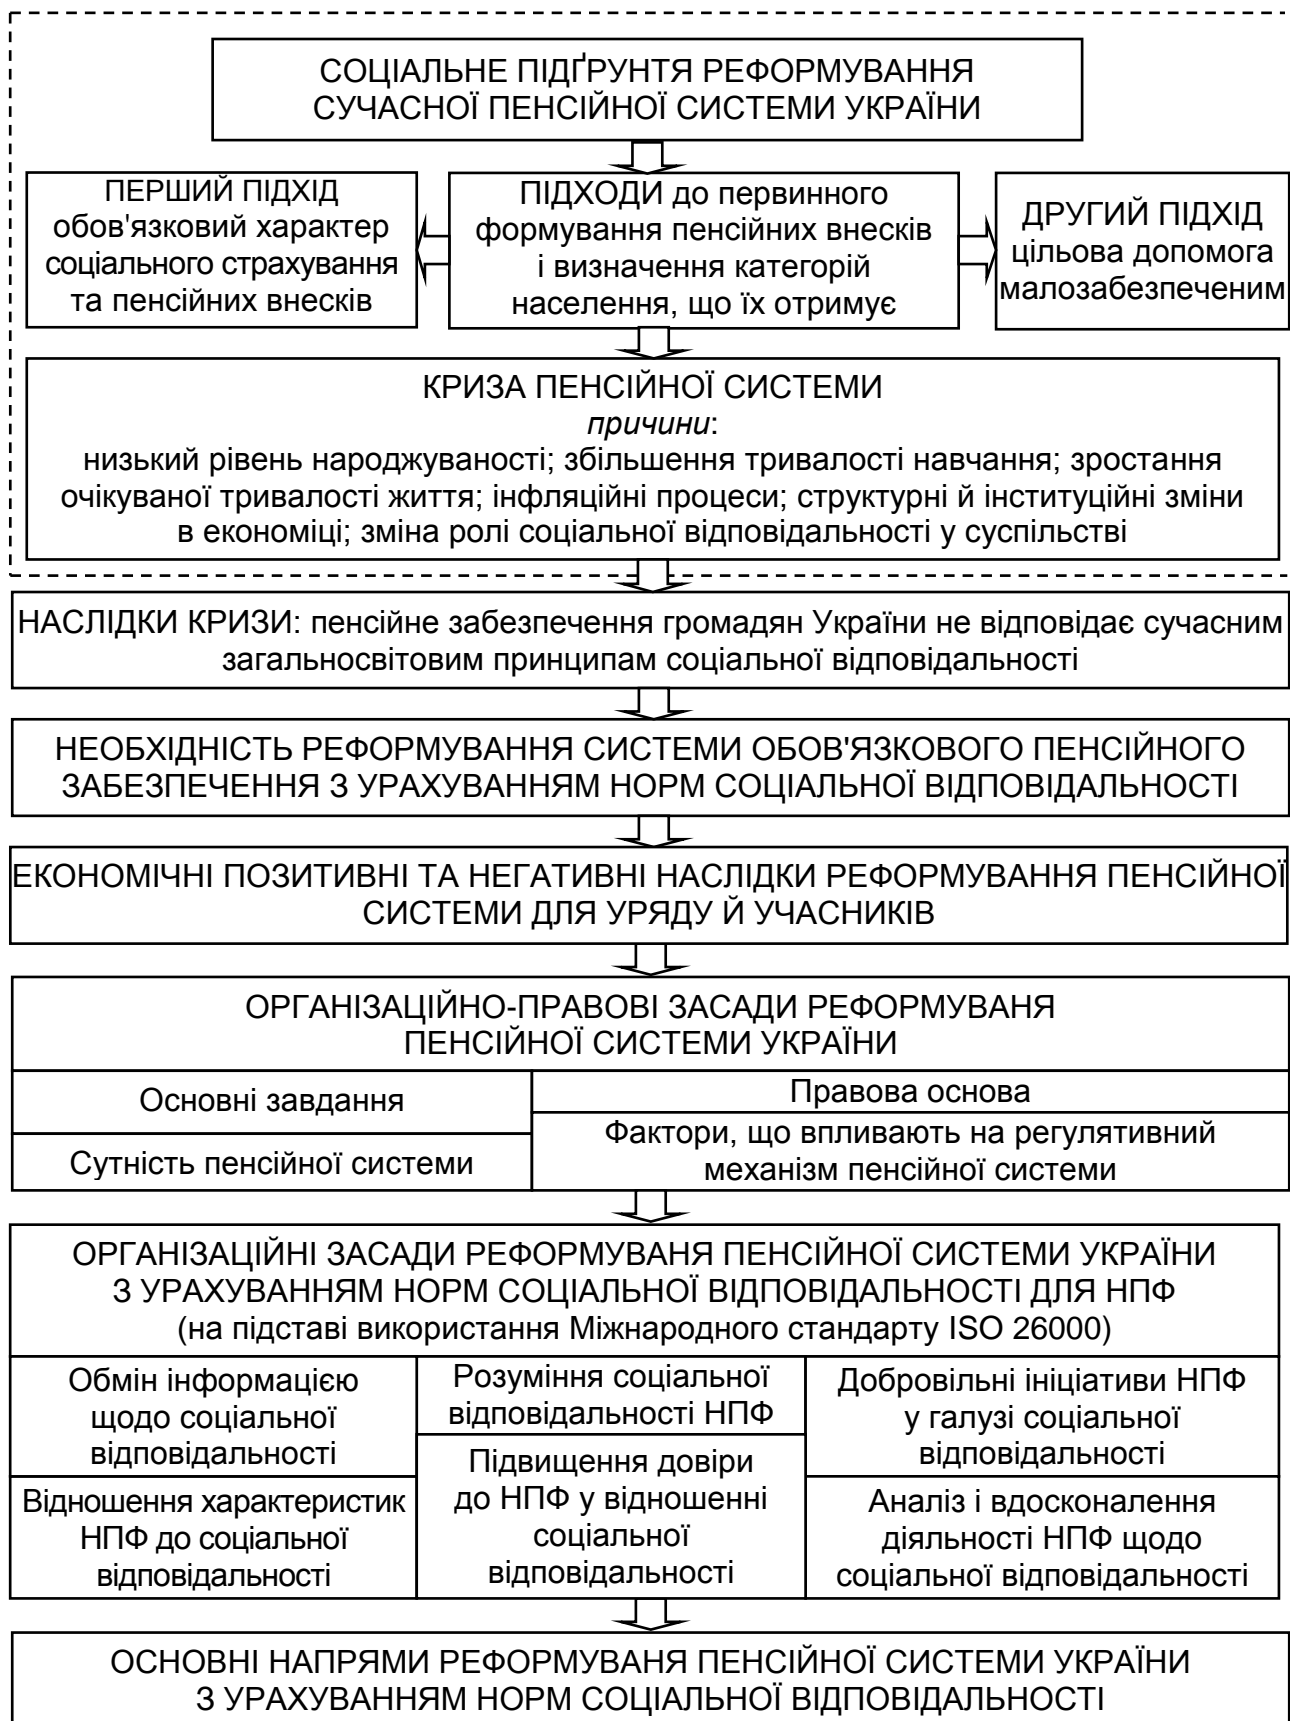 СОЦІАЛЬНЕ ПІДҐРУНТЯ РЕФОРМУВАННЯ
СУЧАСНОЇ ПЕНСІЙНОЇ СИСТЕМИ УКРАЇНИ
ПЕРШИЙ ПІДХІД
обов'язковий характер
соціального страхування
та пенсійних внесків
ПІДХОДИ до первинного
формування пенсійних внесків
і визначення категорій
населення, що їх отримує
ДРУГИЙ ПІДХІД
цільова допомога
малозабезпеченим
КРИЗА ПЕНСІЙНОЇ СИСТЕМИ
причини:
низький рівень народжуваності; збільшення тривалості навчання; зростання
очікуваної тривалості життя; інфляційні процеси; структурні й інституційні зміни
в економіці; зміна ролі соціальної відповідальності у суспільстві
НАСЛІДКИ КРИЗИ: пенсійне забезпечення громадян України не відповідає сучасним
загальносвітовим принципам соціальної відповідальності
НЕОБХІДНІСТЬ РЕФОРМУВАННЯ СИСТЕМИ ОБОВ'ЯЗКОВОГО ПЕНСІЙНОГО
ЗАБЕЗПЕЧЕННЯ З УРАХУВАННЯМ НОРМ СОЦІАЛЬНОЇ ВІДПОВІДАЛЬНОСТІ
ЕКОНОМІЧНІ ПОЗИТИВНІ ТА НЕГАТИВНІ НАСЛІДКИ РЕФОРМУВАННЯ ПЕНСІЙНОЇ
СИСТЕМИ ДЛЯ УРЯДУ Й УЧАСНИКІВ
ОРГАНІЗАЦІЙНО-ПРАВОВІ ЗАСАДИ РЕФОРМУВАНЯ
ПЕНСІЙНОЇ СИСТЕМИ УКРАЇНИ
Основні завдання
Сутність пенсійної системи
Правова основа
Фактори, що впливають на регулятивний
механізм пенсійної системи
ОРГАНІЗАЦІЙНІ ЗАСАДИ РЕФОРМУВАНЯ ПЕНСІЙНОЇ СИСТЕМИ УКРАЇНИ
З УРАХУВАННЯМ НОРМ СОЦІАЛЬНОЇ ВІДПОВІДАЛЬНОСТІ ДЛЯ НПФ
(на підставі використання Міжнародного стандарту ISO 26000)
Обмін інформацією
щодо соціальної
відповідальності
Відношення характеристик
НПФ до соціальної
відповідальності
Розуміння соціальної
відповідальності НПФ
Підвищення довіри
до НПФ у відношенні
соціальної
відповідальності
Добровільні ініціативи НПФ
у галузі соціальної
відповідальності
Аналіз і вдосконалення
діяльності НПФ щодо
соціальної відповідальності
ОСНОВНІ НАПРЯМИ РЕФОРМУВАНЯ ПЕНСІЙНОЇ СИСТЕМИ УКРАЇНИ
З УРАХУВАННЯМ НОРМ СОЦІАЛЬНОЇ ВІДПОВІДАЛЬНОСТІ